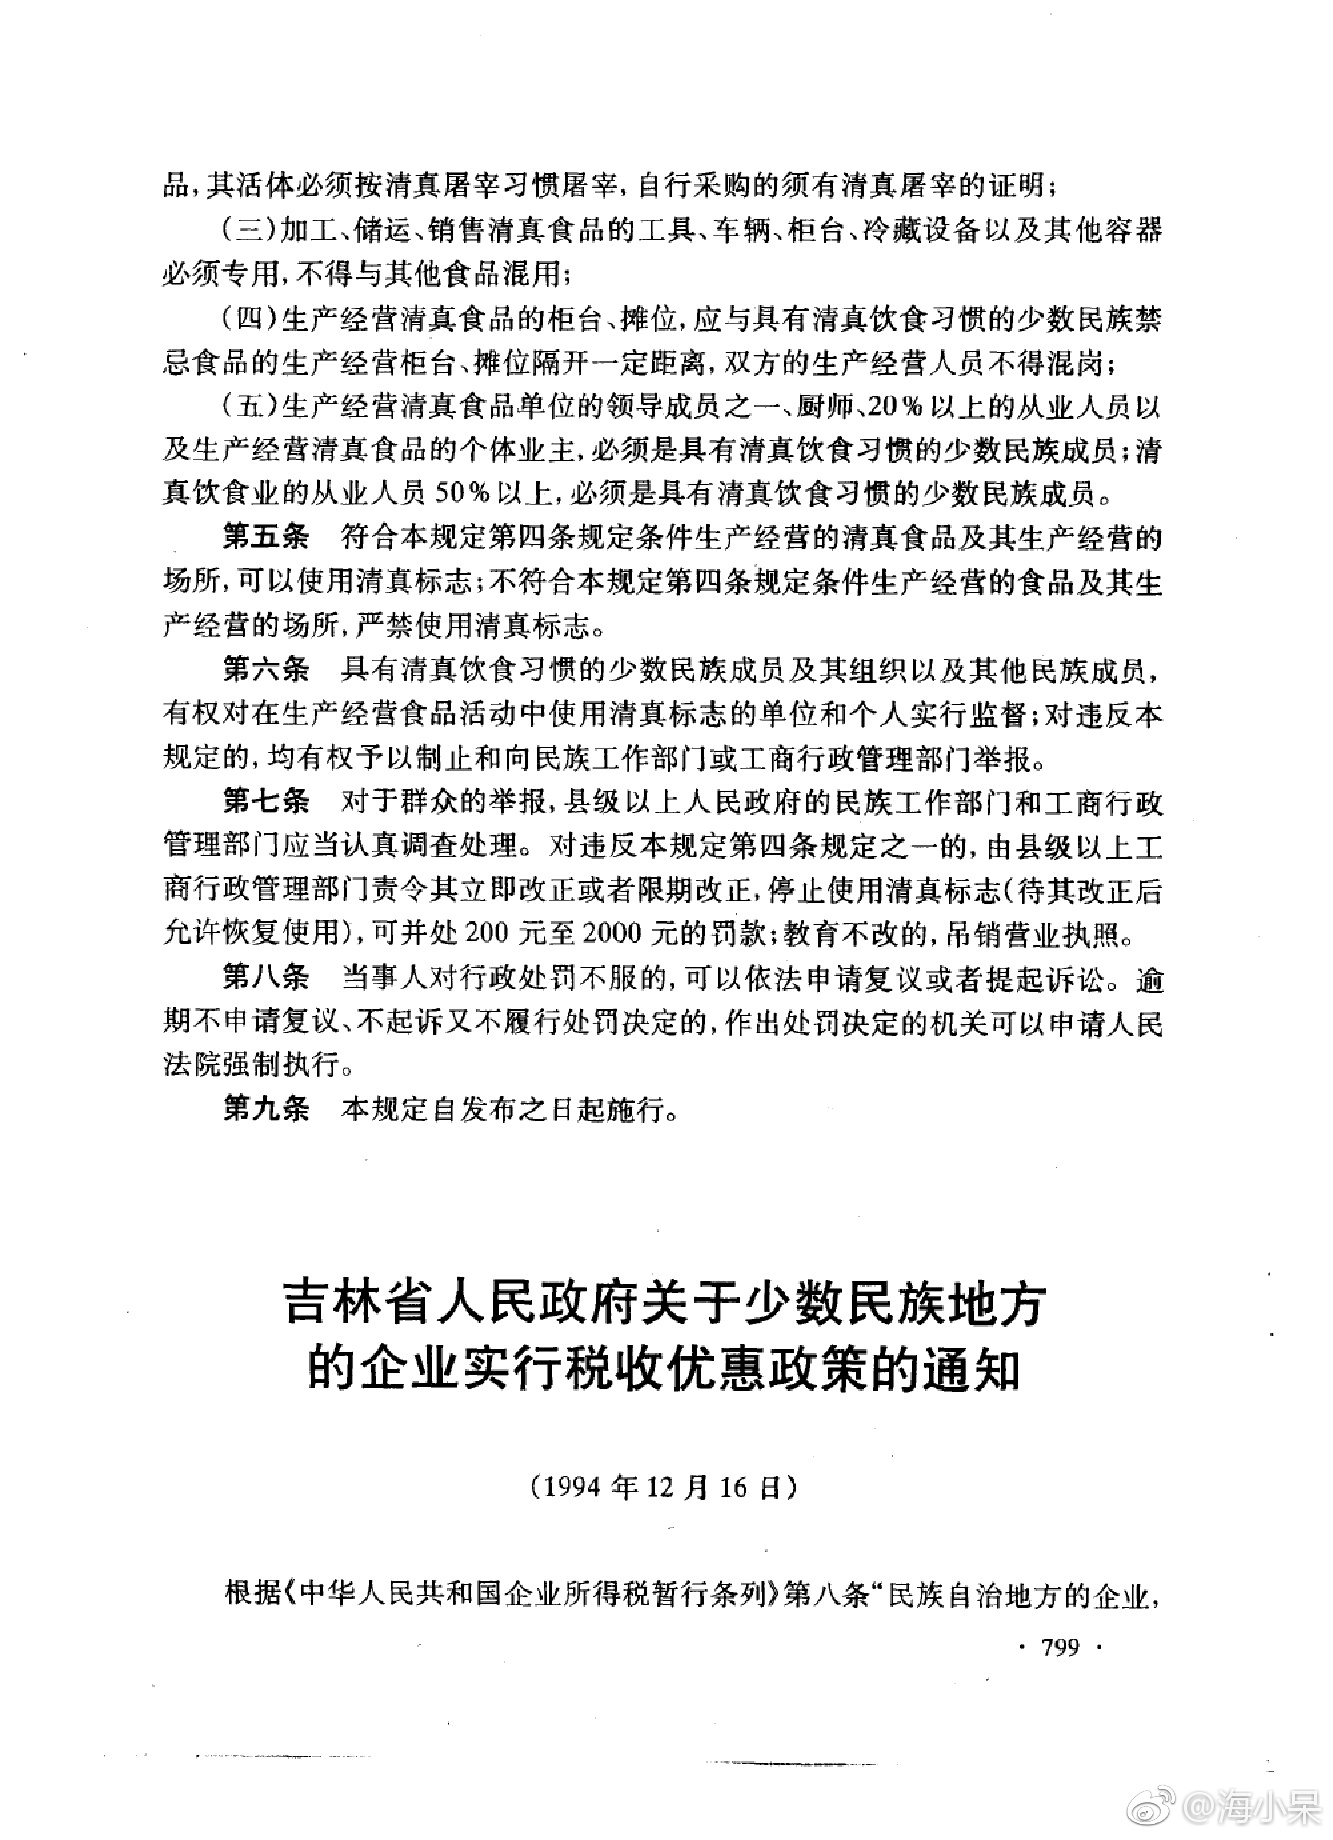 品,其活体必须按清真屠宰习惯屠宰,自行采购的须有清真屠宰的证明;
(三)加工、储运、销售清真食品的工具、车辆、柜台、冷藏设备以及其他容器
必须专用,不得与其他食品混用;
(四)生产经营清真食品的柜台、摊位,应与具有清真饮食习惯的少数民族禁
忌食品的生产经营柜台、摊位隔开一定距离,双方的生产经营人员不得混岗;
(五)生产经营清真食品单位的领导成员之一、厨师、20%以上的从业人员以
及生产经营清真食品的个体业主,必须是具有清真饮食习惯的少数民族成员;清
真饮食业的从业人员50%以上,必须是具有清真饮食习惯的少数民族成员。
第五条 符合本规定第四条规定条件生产经营的清真食品及其生产经营的
场所,可以使用清真标志;不符合本规定第四条规定条件生产经营的食品及其生
产经营的场所,严禁使用清真标志。
第六条 具有清真饮食习惯的少数民族成员及其组织以及其他民族成员,
有权对在生产经营食品活动中使用清真标志的单位和个人实行监督;对违反本
规定的,均有权予以制止和向民族工作部门或工商行政管理部门举报。
第七条 对于群众的举报,县级以上人民政府的民族工作部门和工商行政
管理部门应当认真调查处理。对违反本规定第四条规定之一的,由县级以上工
商行政管理部门责令其立即改正或者限期改正,停止使用清真标志(待其改正后
允许恢复使用),可并处200元至2000元的罚款;教育不改的,吊销营业执照。
第八条 当事人对行政处罚不服的,可以依法申请复议或者提起诉讼。逾
期不申请复议、不起诉又不履行处罚决定的,作出处罚决定的机关可以申请人民
法院强制执行。
第九条 本规定自发布之日起施行。
吉林省人民政府关于少数民族地方
的企业实行税收优惠政策的通知
(1994年12月16日)
根据《中华人民共和国企业所得税暂行条列》第八条“民族自治地方的企业,
· 799 ·
@海小呆